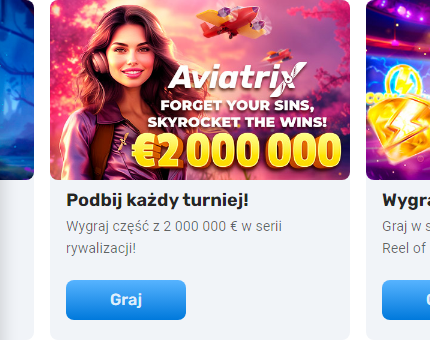 AviatriX
FORGET YOUR SINS,
SKYROCKET THE WINS!
€2 000 000
Podbij każdy turniej!
Wygraj część z 2 000 000 € w serii
rywalizacji!
Graj
Wygra
Graj w s
Reel of